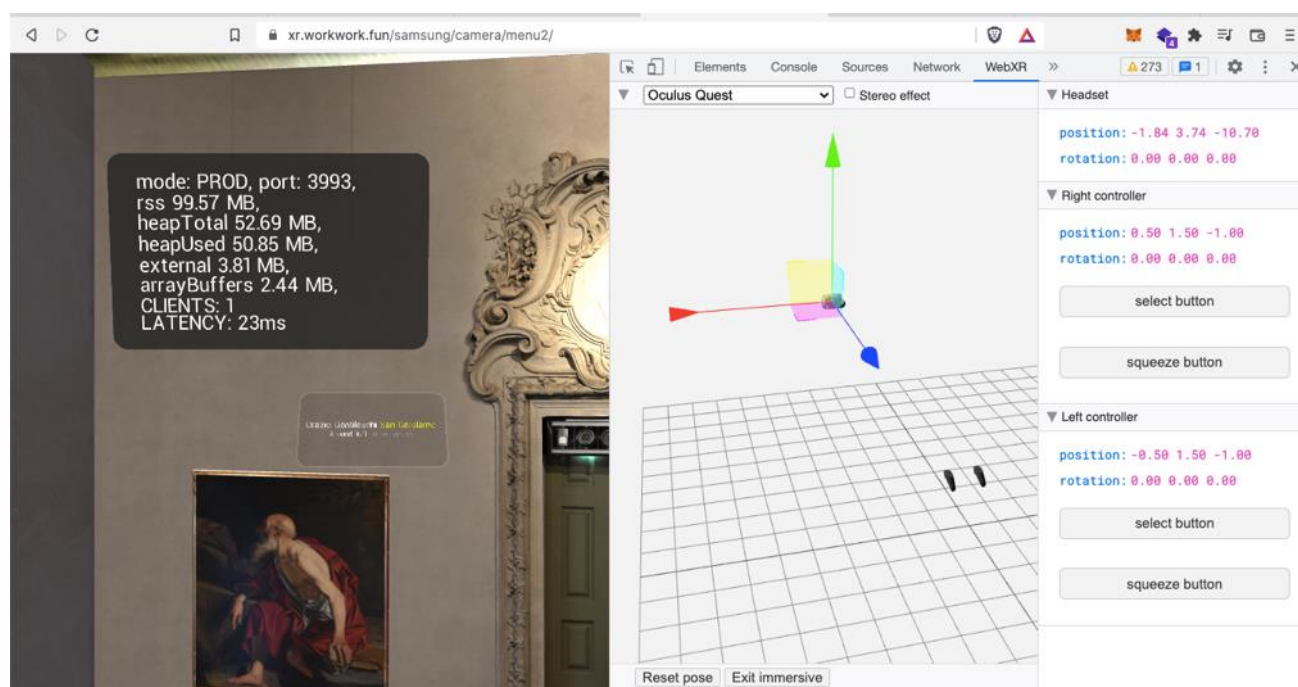 xr.workwork.fun/samsung/camera/menu2/
4
Elements Console Sources Network WebXR » 273 1
Oculus Quest Stereo effect
mode: PROD, port: 3993,
rss 99.57 MB,
heapTotal 52.69 MB,
heapUsed 50.85 MB,
external 3.81 MB,
arrayBuffers 2.44 MB,
CLIENTS: 1
LATENCY: 23ms
Orazio Gentileschi San Gerolamo
Reset pose Exit immersive
Headset
position: -1.84 3.74 -10.70
rotation: 0.00 0.00 0.00
Right controller
position: 0.50 1.50 -1.00
rotation: 0.00 0.00 0.00
select button
squeeze button
Left controller
position: -0.50 1.50 -1.00
rotation: 0.00 0.00 0.00
select button
squeeze button